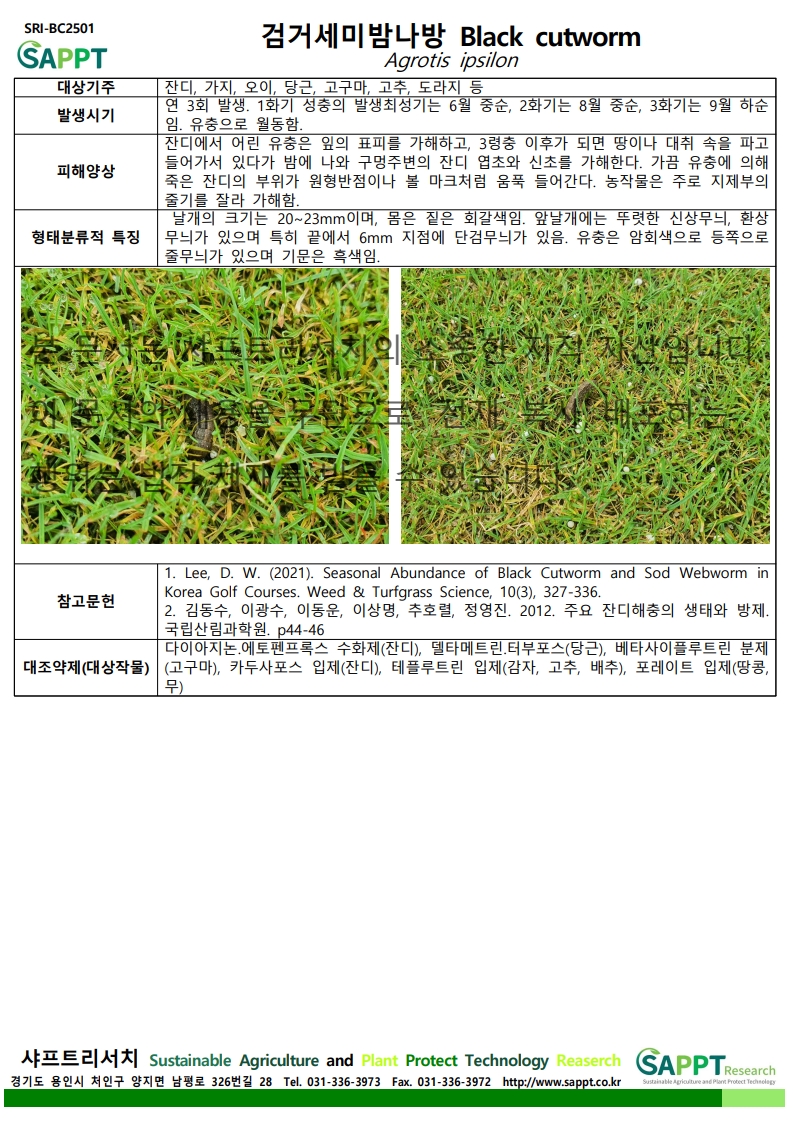 SRI-BC2501
SAPPT
검거세미밤나방 Black cutworm
Agrotis ipsilon
대상기주
잔디, 가지, 오이, 당근, 고구마, 고추, 도라지 등
발생시기
연 3회 발생. 1화기 성충의 발생최성기는 6월 중순, 2화기는 8월 중순, 3화기는 9월 하순
임. 유충으로 월동함.
피해양상
잔디에서 어린 유충은 잎의 표피를 가해하고, 3령충 이후가 되면 땅이나 대취 속을 파고
들어가서 있다가 밤에 나와 구멍주변의 잔디 엽초와 신초를 가해한다. 가끔 유충에 의해
죽은 잔디의 부위가 원형반점이나 볼 마크처럼 움푹 들어간다. 농작물은 주로 지제부의
줄기를 잘라 가해함.
형태분류적 특징
날개의 크기는 20~23mm이며, 몸은 짙은 회갈색임. 앞날개에는 뚜렷한 신상무늬, 환상
무늬가 있으며 특히 끝에서 6mm 지점에 단검무늬가 있음. 유충은 암회색으로 등쪽으로
줄무늬가 있으며 기문은 흑색임.
본 문서는 샤프트리서치의 소중한 지적 자산입니다.
이 문서의 내용을 무단으로 전재 복사 배포하는
행위는 법적 제재를 받을 수 있습니다.
참고문헌
1. Lee, D. W. (2021). Seasonal Abundance of Black Cutworm and Sod Webworm in
Korea Golf Courses. Weed & Turfgrass Science, 10(3), 327-336.
2. 김동수, 이광수, 이동운, 이상명, 추호렬, 정영진. 2012. 주요 잔디해충의 생태와 방제.
국립산림과학원. p44-46
대조약제(대상작물)
다이아지논.에토펜프록스 수화제(잔디), 델타메트린.터부포스(당근), 베타사이플루트린 분제
(고구마), 카두사포스 입제(잔디), 테플루트린 입제(감자, 고추, 배추), 포레이트 입제(땅콩,
무)
샤프트리서치 Sustainable Agriculture and Plant Protect Technology Reaserch
경기도 용인시 처인구 양지면 남평로 326번길 28 Tel. 031-336-3973 Fax. 031-336-3972 http://www.sappt.co.kr
SAPPT Research
Sustainable Agriculture and Plant Protect Technology